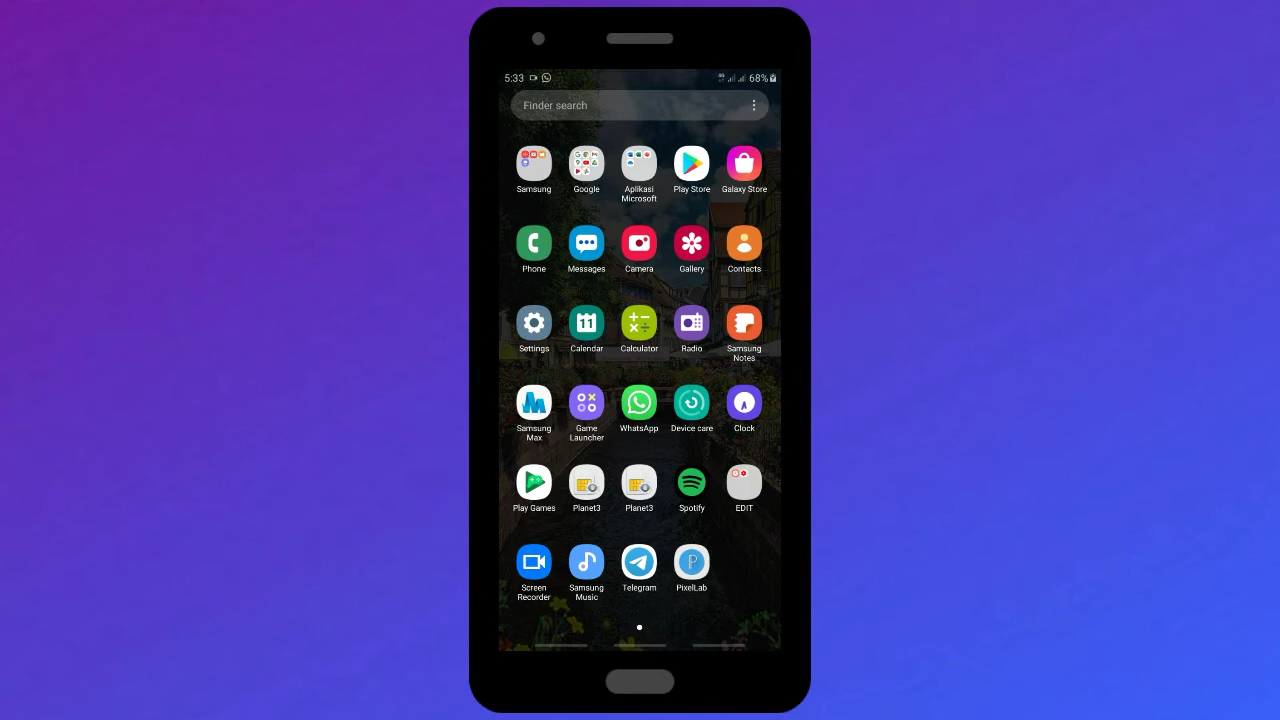 5:33
68%
Finder search
Samsung
Google
Aplikasi
Microsoft
Play Store
Galaxy Store
Phone
Messages
Camera
Gallery
Contacts
11
Settings
Calendar
Calculator
Radio
Samsung
Notes
Samsung
Max
Game
Launcher
WhatsApp
Device care
Clock
Play Games
Planet3
Planet3
Spotify
EDIT
P
Screen
Recorder
Samsung
Music
Telegram
PixelLab